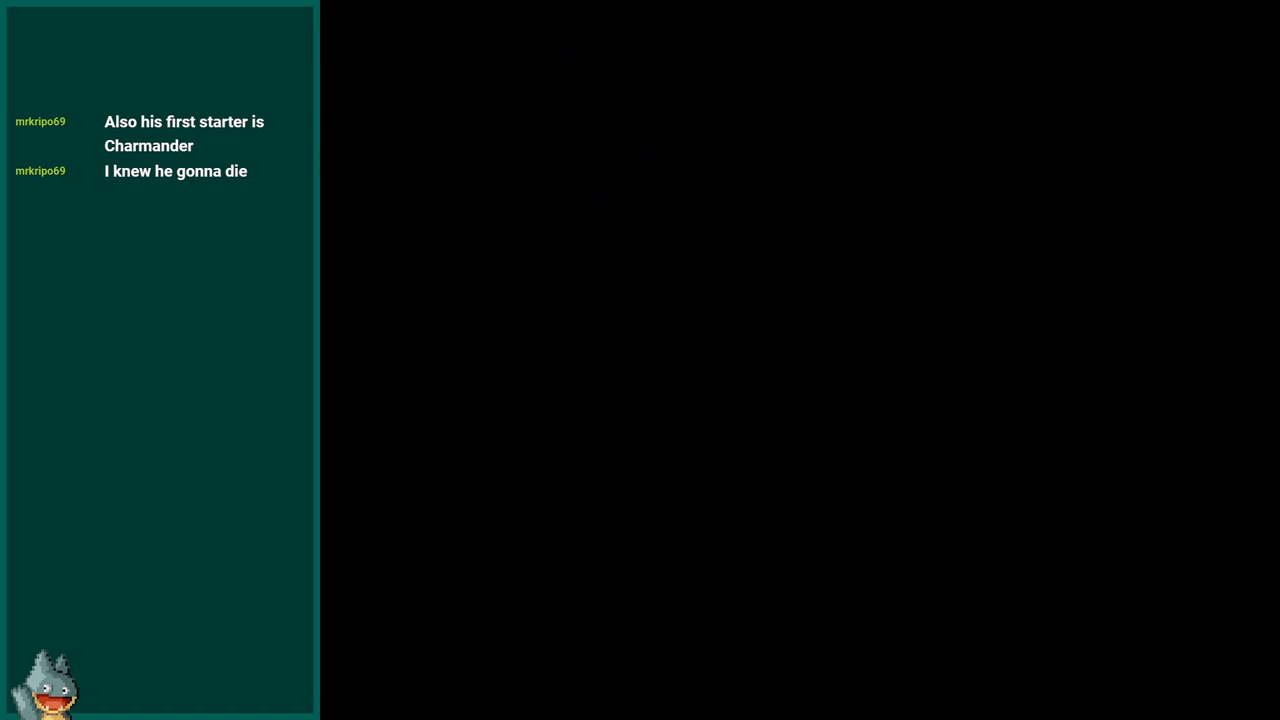 mrkripo69 Also his first starter is
Charmander
mrkripo69 I knew he gonna die